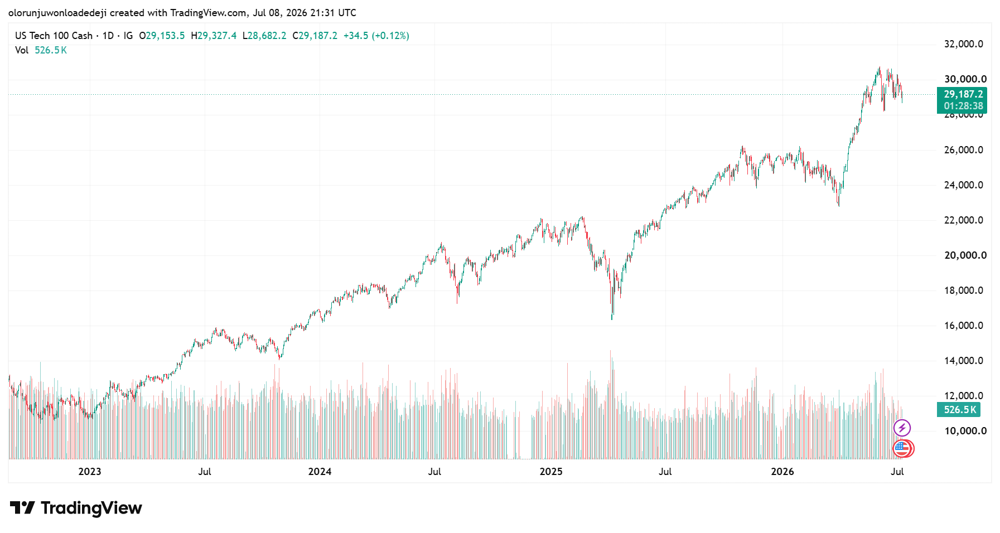 olorunjuwonloadedeji created with TradingView.com, Jul 08, 2026 21:31 UTC
US Tech 100 Cash · 1D · IG O29,153.5 H29,327.4 L28,682.2 C29,187.2 +34.5 (+0.12%)
Vol 526.5K
32,000.0
30,000.0
29,187.2
01:28:38
28,000.0
26,000.0
24,000.0
22,000.0
20,000.0
18,000.0
16,000.0
14,000.0
12,000.0
526.5K
10,000.0
2023 Jul 2024 Jul 2025 Jul 2026 Jul
TradingView